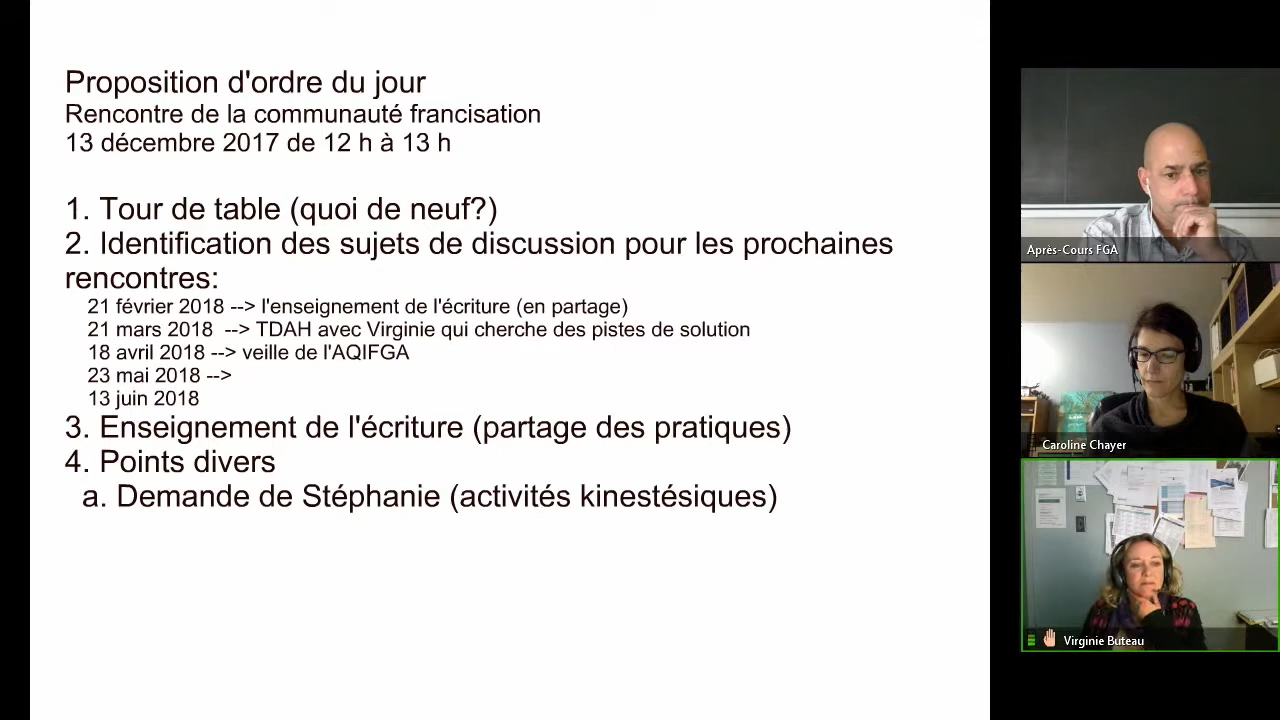 Proposition d'ordre du jour
Rencontre de la communauté francisation
13 décembre 2017 de 12 h à 13 h
1. Tour de table (quoi de neuf?)
2. Identification des sujets de discussion pour les prochaines
rencontres:
21 février 2018 --> l'enseignement de l'écriture (en partage)
21 mars 2018 --> TDAH avec Virginie qui cherche des pistes de solution
18 avril 2018 --> veille de l'AQIFGA
23 mai 2018 -->
13 juin 2018
3. Enseignement de l'écriture (partage des pratiques)
4. Points divers
a. Demande de Stéphanie (activités kinestésiques)
Après-Cours FGA
Caroline Chayer
Virginie Buteau